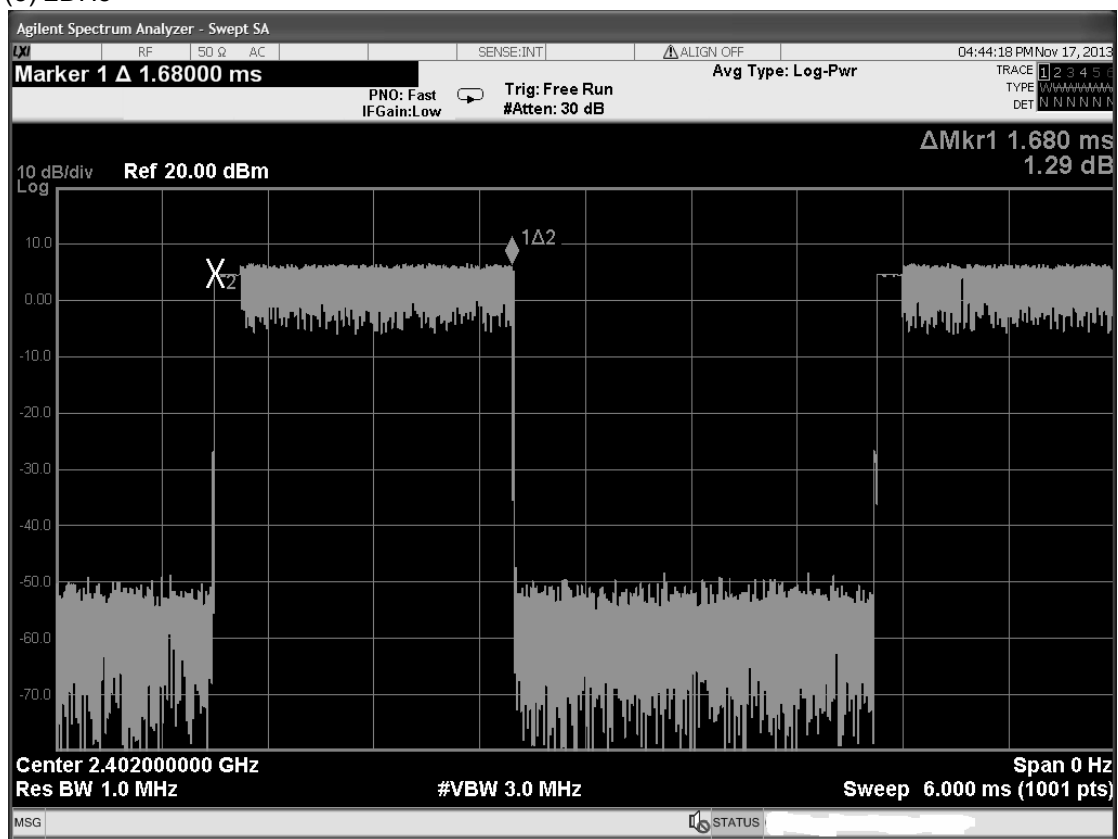 Agilent Spectrum Analyzer - Swept SA
LXI RF 50 Ω AC SENSE:INT ⚠ALIGN OFF 04:44:18 PM Nov 17, 2013
Marker 1 Δ 1.68000 ms
PNO: Fast
IFGain:Low
Trig: Free Run
#Atten: 30 dB
Avg Type: Log-Pwr
TRACE 1 2 3 4 5 6
TYPE WWWWWW
DET N N N N N N
ΔMkr1 1.680 ms
1.29 dB
10 dB/div Ref 20.00 dBm
Log
10.0
0.00
-10.0
-20.0
-30.0
-40.0
-50.0
-60.0
-70.0
X2
1Δ2
Center 2.402000000 GHz Span 0 Hz
Res BW 1.0 MHz #VBW 3.0 MHz Sweep 6.000 ms (1001 pts)
MSG STATUS